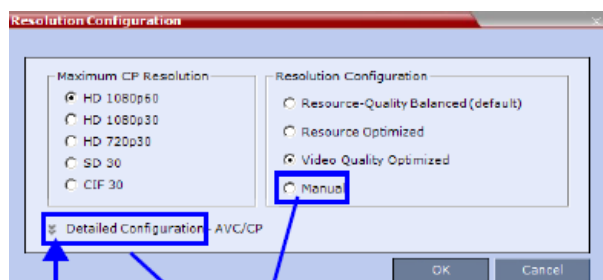 Resolution Configuration
Maximum CP Resolution
HD 1080p60
HD 1080p30
HD 720p30
SD 30
CIF 30
Resolution Configuration
Resource-Quality Balanced (default)
Resource Optimized
Video Quality Optimized
Manual
Detailed Configuration - AVC/CP
OK
Cancel